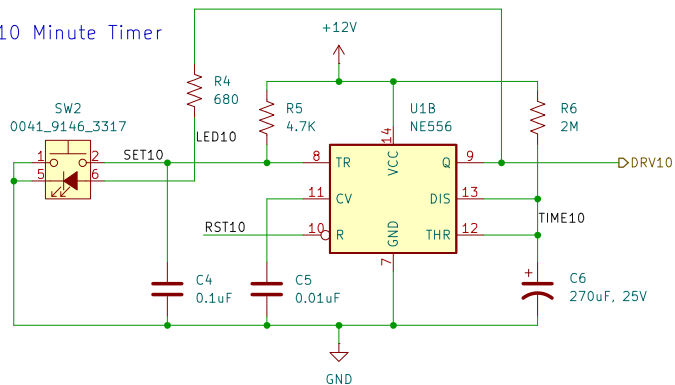 10 Minute Timer
+12V
R4
680
SW2
0041_9146_3317
R5
4.7K
U1B
NE556
R6
2M
LED10
SET10
1
2
5
6
8
TR
VCC
14
Q
9
DRV10
11
CV
DIS
13
TIME10
RST10
10
R
GND
THR
12
7
C4
0.1uF
C5
0.01uF
+
C6
270uF, 25V
GND